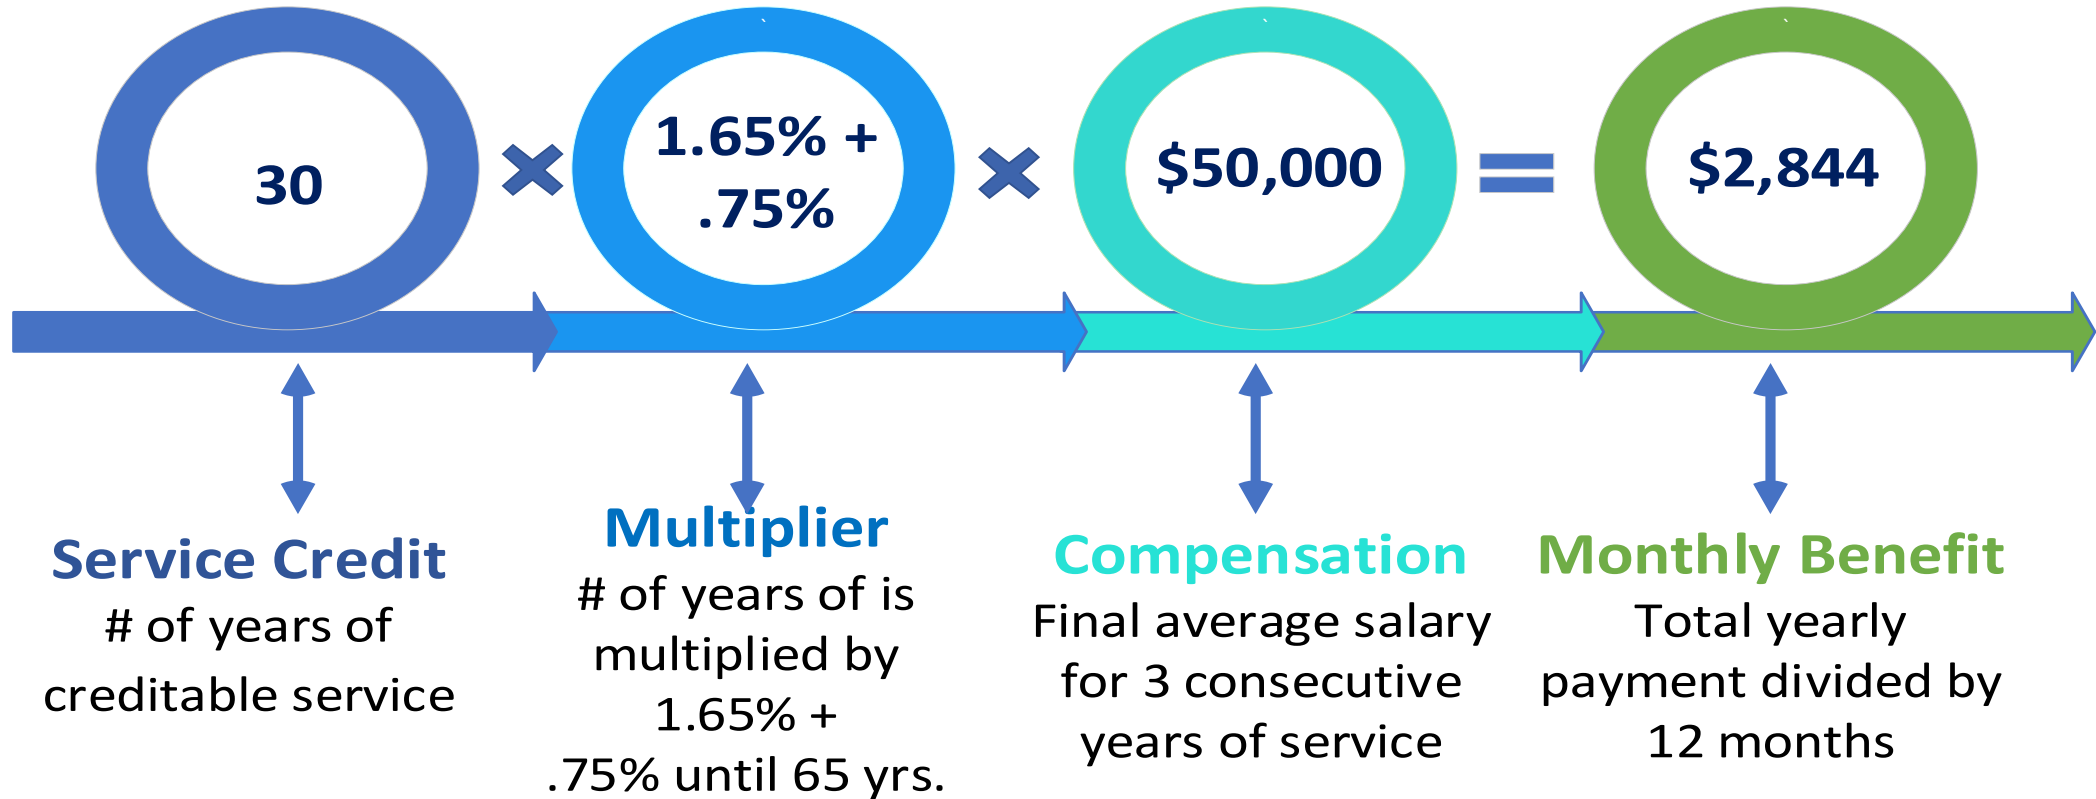 30
1.65% +
.75%
$50,000
$2,844
Service Credit
# of years of
creditable service
Multiplier
# of years of is
multiplied by
1.65% +
.75% until 65 yrs.
Compensation
Final average salary
for 3 consecutive
years of service
Monthly Benefit
Total yearly
payment divided by
12 months